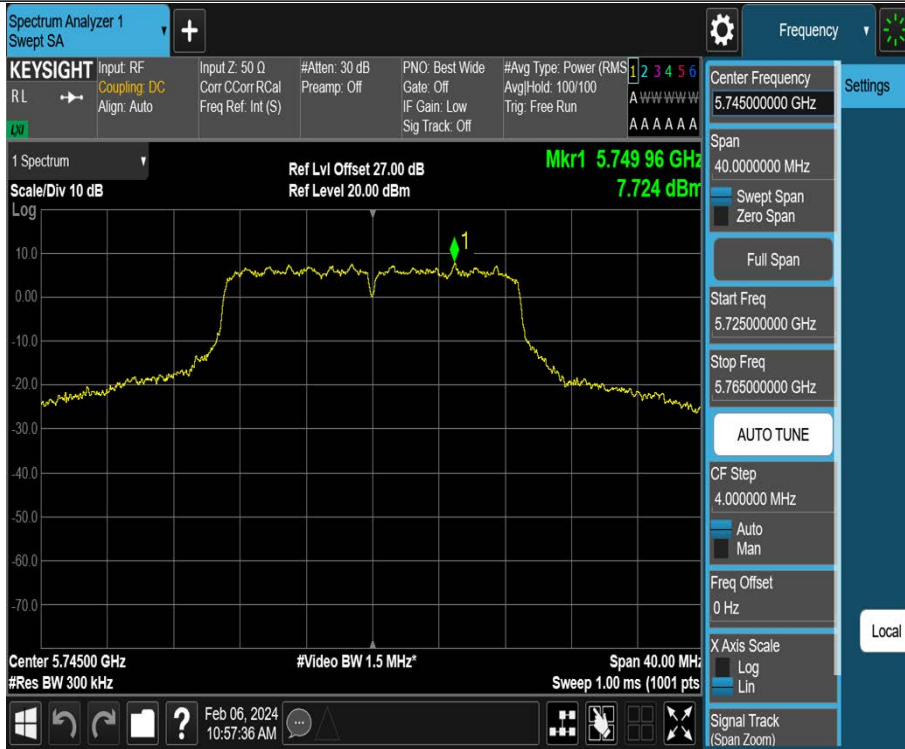 Spectrum Analyzer 1
Swept SA
Frequency
KEYSIGHT
R L
LXI
Input: RF
Coupling: DC
Align: Auto
Input Z: 50 Ω
Corr CCorr RCal
Freq Ref: Int (S)
#Atten: 30 dB
Preamp: Off
PNO: Best Wide
Gate: Off
IF Gain: Low
Sig Track: Off
#Avg Type: Power (RMS
Avg|Hold: 100/100
Trig: Free Run
1 2 3 4 5 6
A W W W W W
A A A A A A
Center Frequency
5.745000000 GHz
Settings
Span
40.0000000 MHz
Swept Span
Zero Span
Full Span
Start Freq
5.725000000 GHz
Stop Freq
5.765000000 GHz
AUTO TUNE
CF Step
4.000000 MHz
Auto
Man
Freq Offset
0 Hz
X Axis Scale
Log
Lin
Signal Track
(Span Zoom)
Local
1 Spectrum
Scale/Div 10 dB
Log
Ref Lvl Offset 27.00 dB
Ref Level 20.00 dBm
Mkr1 5.749 96 GHz
7.724 dBm
1
10.0
0.00
-10.0
-20.0
-30.0
-40.0
-50.0
-60.0
-70.0
Center 5.74500 GHz
#Res BW 300 kHz
#Video BW 1.5 MHz*
Span 40.00 MHz
Sweep 1.00 ms (1001 pts
?
Feb 06, 2024
10:57:36 AM